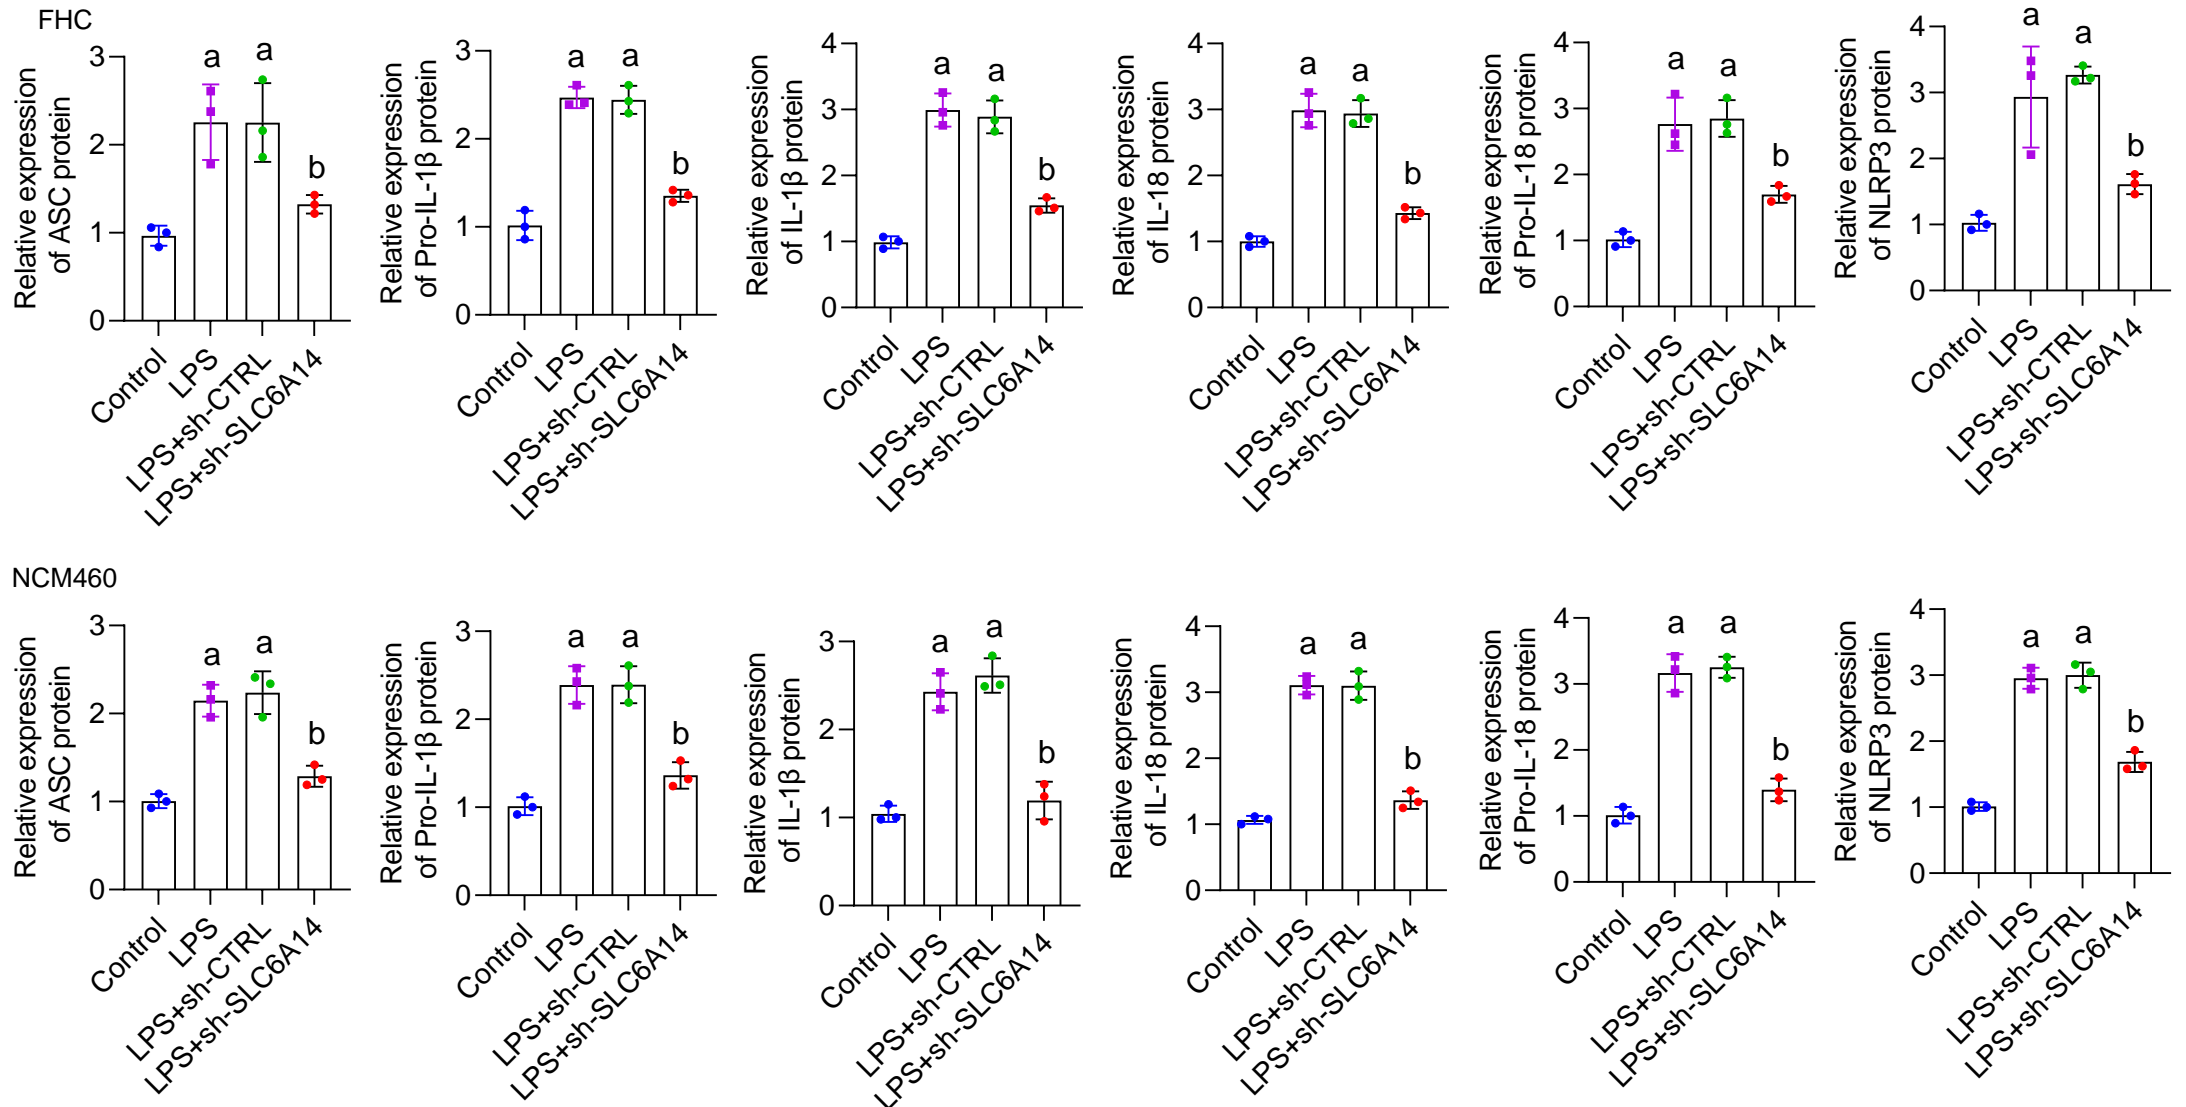 FHC
Relative expression
of ASC protein
3
2
1
0
a
a
b
Control
LPS
LPS+sh-CTRL
LPS+sh-SLC6A14
Relative expression
of Pro-IL-1β protein
3
2
1
0
a
a
b
Control
LPS
LPS+sh-CTRL
LPS+sh-SLC6A14
Relative expression
of IL-1β protein
4
3
2
1
0
a
a
b
Control
LPS
LPS+sh-CTRL
LPS+sh-SLC6A14
Relative expression
of IL-18 protein
4
3
2
1
0
a
a
b
Control
LPS
LPS+sh-CTRL
LPS+sh-SLC6A14
Relative expression
of Pro-IL-18 protein
4
3
2
1
0
a
a
b
Control
LPS
LPS+sh-CTRL
LPS+sh-SLC6A14
Relative expression
of NLRP3 protein
4
3
2
1
0
a
a
b
Control
LPS
LPS+sh-CTRL
LPS+sh-SLC6A14
NCM460
Relative expression
of ASC protein
3
2
1
0
a
a
b
Control
LPS
LPS+sh-CTRL
LPS+sh-SLC6A14
Relative expression
of Pro-IL-1β protein
3
2
1
0
a
a
b
Control
LPS
LPS+sh-CTRL
LPS+sh-SLC6A14
Relative expression
of IL-1β protein
3
2
1
0
a
a
b
Control
LPS
LPS+sh-CTRL
LPS+sh-SLC6A14
Relative expression
of IL-18 protein
4
3
2
1
0
a
a
b
Control
LPS
LPS+sh-CTRL
LPS+sh-SLC6A14
Relative expression
of Pro-IL-18 protein
4
3
2
1
0
a
a
b
Control
LPS
LPS+sh-CTRL
LPS+sh-SLC6A14
Relative expression
of NLRP3 protein
4
3
2
1
0
a
a
b
Control
LPS
LPS+sh-CTRL
LPS+sh-SLC6A14